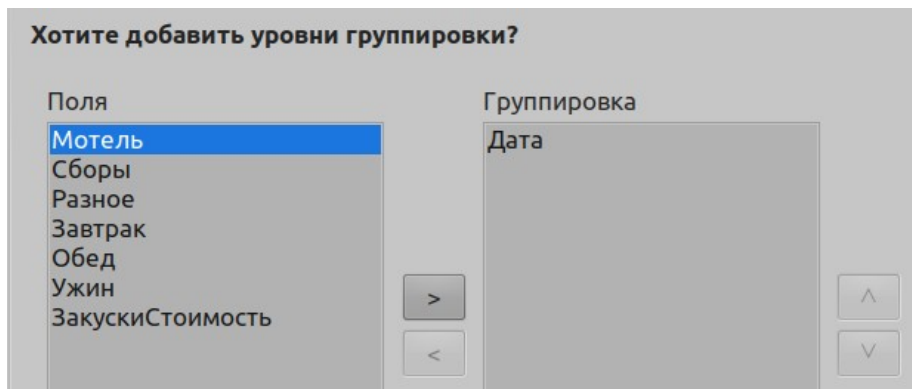 Хотите добавить уровни группировки?
Поля
Группировка
Мотель
Дата
Сборы
Разное
Завтрак
Обед
Ужин
ЗакускиСтоимость
>
<